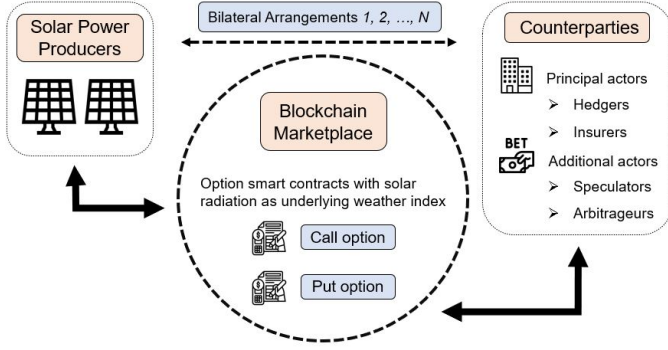 Solar Power
Producers
Bilateral Arrangements 1, 2, …, N
Counterparties
Principal actors
➢ Hedgers
➢ Insurers
BET
Additional actors
➢ Speculators
➢ Arbitrageurs
Blockchain
Marketplace
Option smart contracts with solar
radiation as underlying weather index
$ Call option
$ Put option